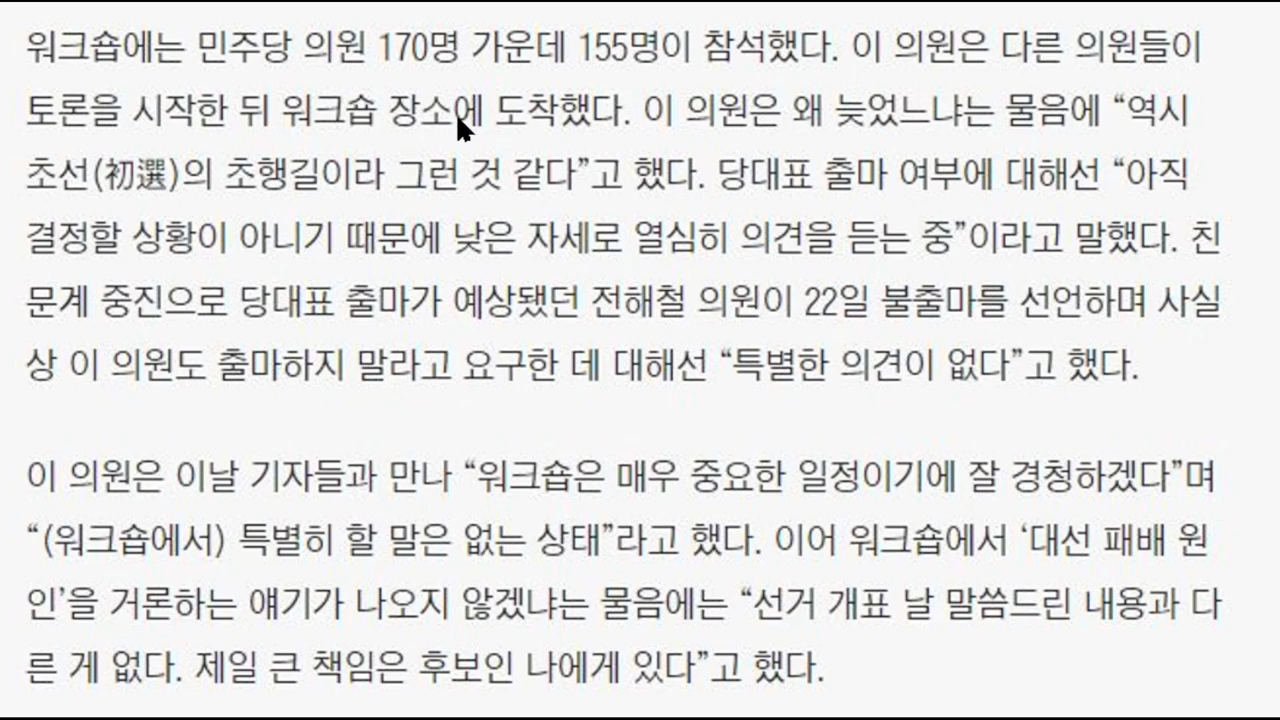 워크숍에는 민주당 의원 170명 가운데 155명이 참석했다. 이 의원은 다른 의원들이
토론을 시작한 뒤 워크숍 장소에 도착했다. 이 의원은 왜 늦었느냐는 물음에 “역시
초선(初選)의 초행길이라 그런 것 같다”고 했다. 당대표 출마 여부에 대해선 “아직
결정할 상황이 아니기 때문에 낮은 자세로 열심히 의견을 듣는 중”이라고 말했다. 친
문계 중진으로 당대표 출마가 예상됐던 전해철 의원이 22일 불출마를 선언하며 사실
상 이 의원도 출마하지 말라고 요구한 데 대해선 “특별한 의견이 없다”고 했다.
이 의원은 이날 기자들과 만나 “워크숍은 매우 중요한 일정이기에 잘 경청하겠다”며
“(워크숍에서) 특별히 할 말은 없는 상태”라고 했다. 이어 워크숍에서 ‘대선 패배 원
인’을 거론하는 얘기가 나오지 않겠냐는 물음에는 “선거 개표 날 말씀드린 내용과 다
른 게 없다. 제일 큰 책임은 후보인 나에게 있다”고 했다.